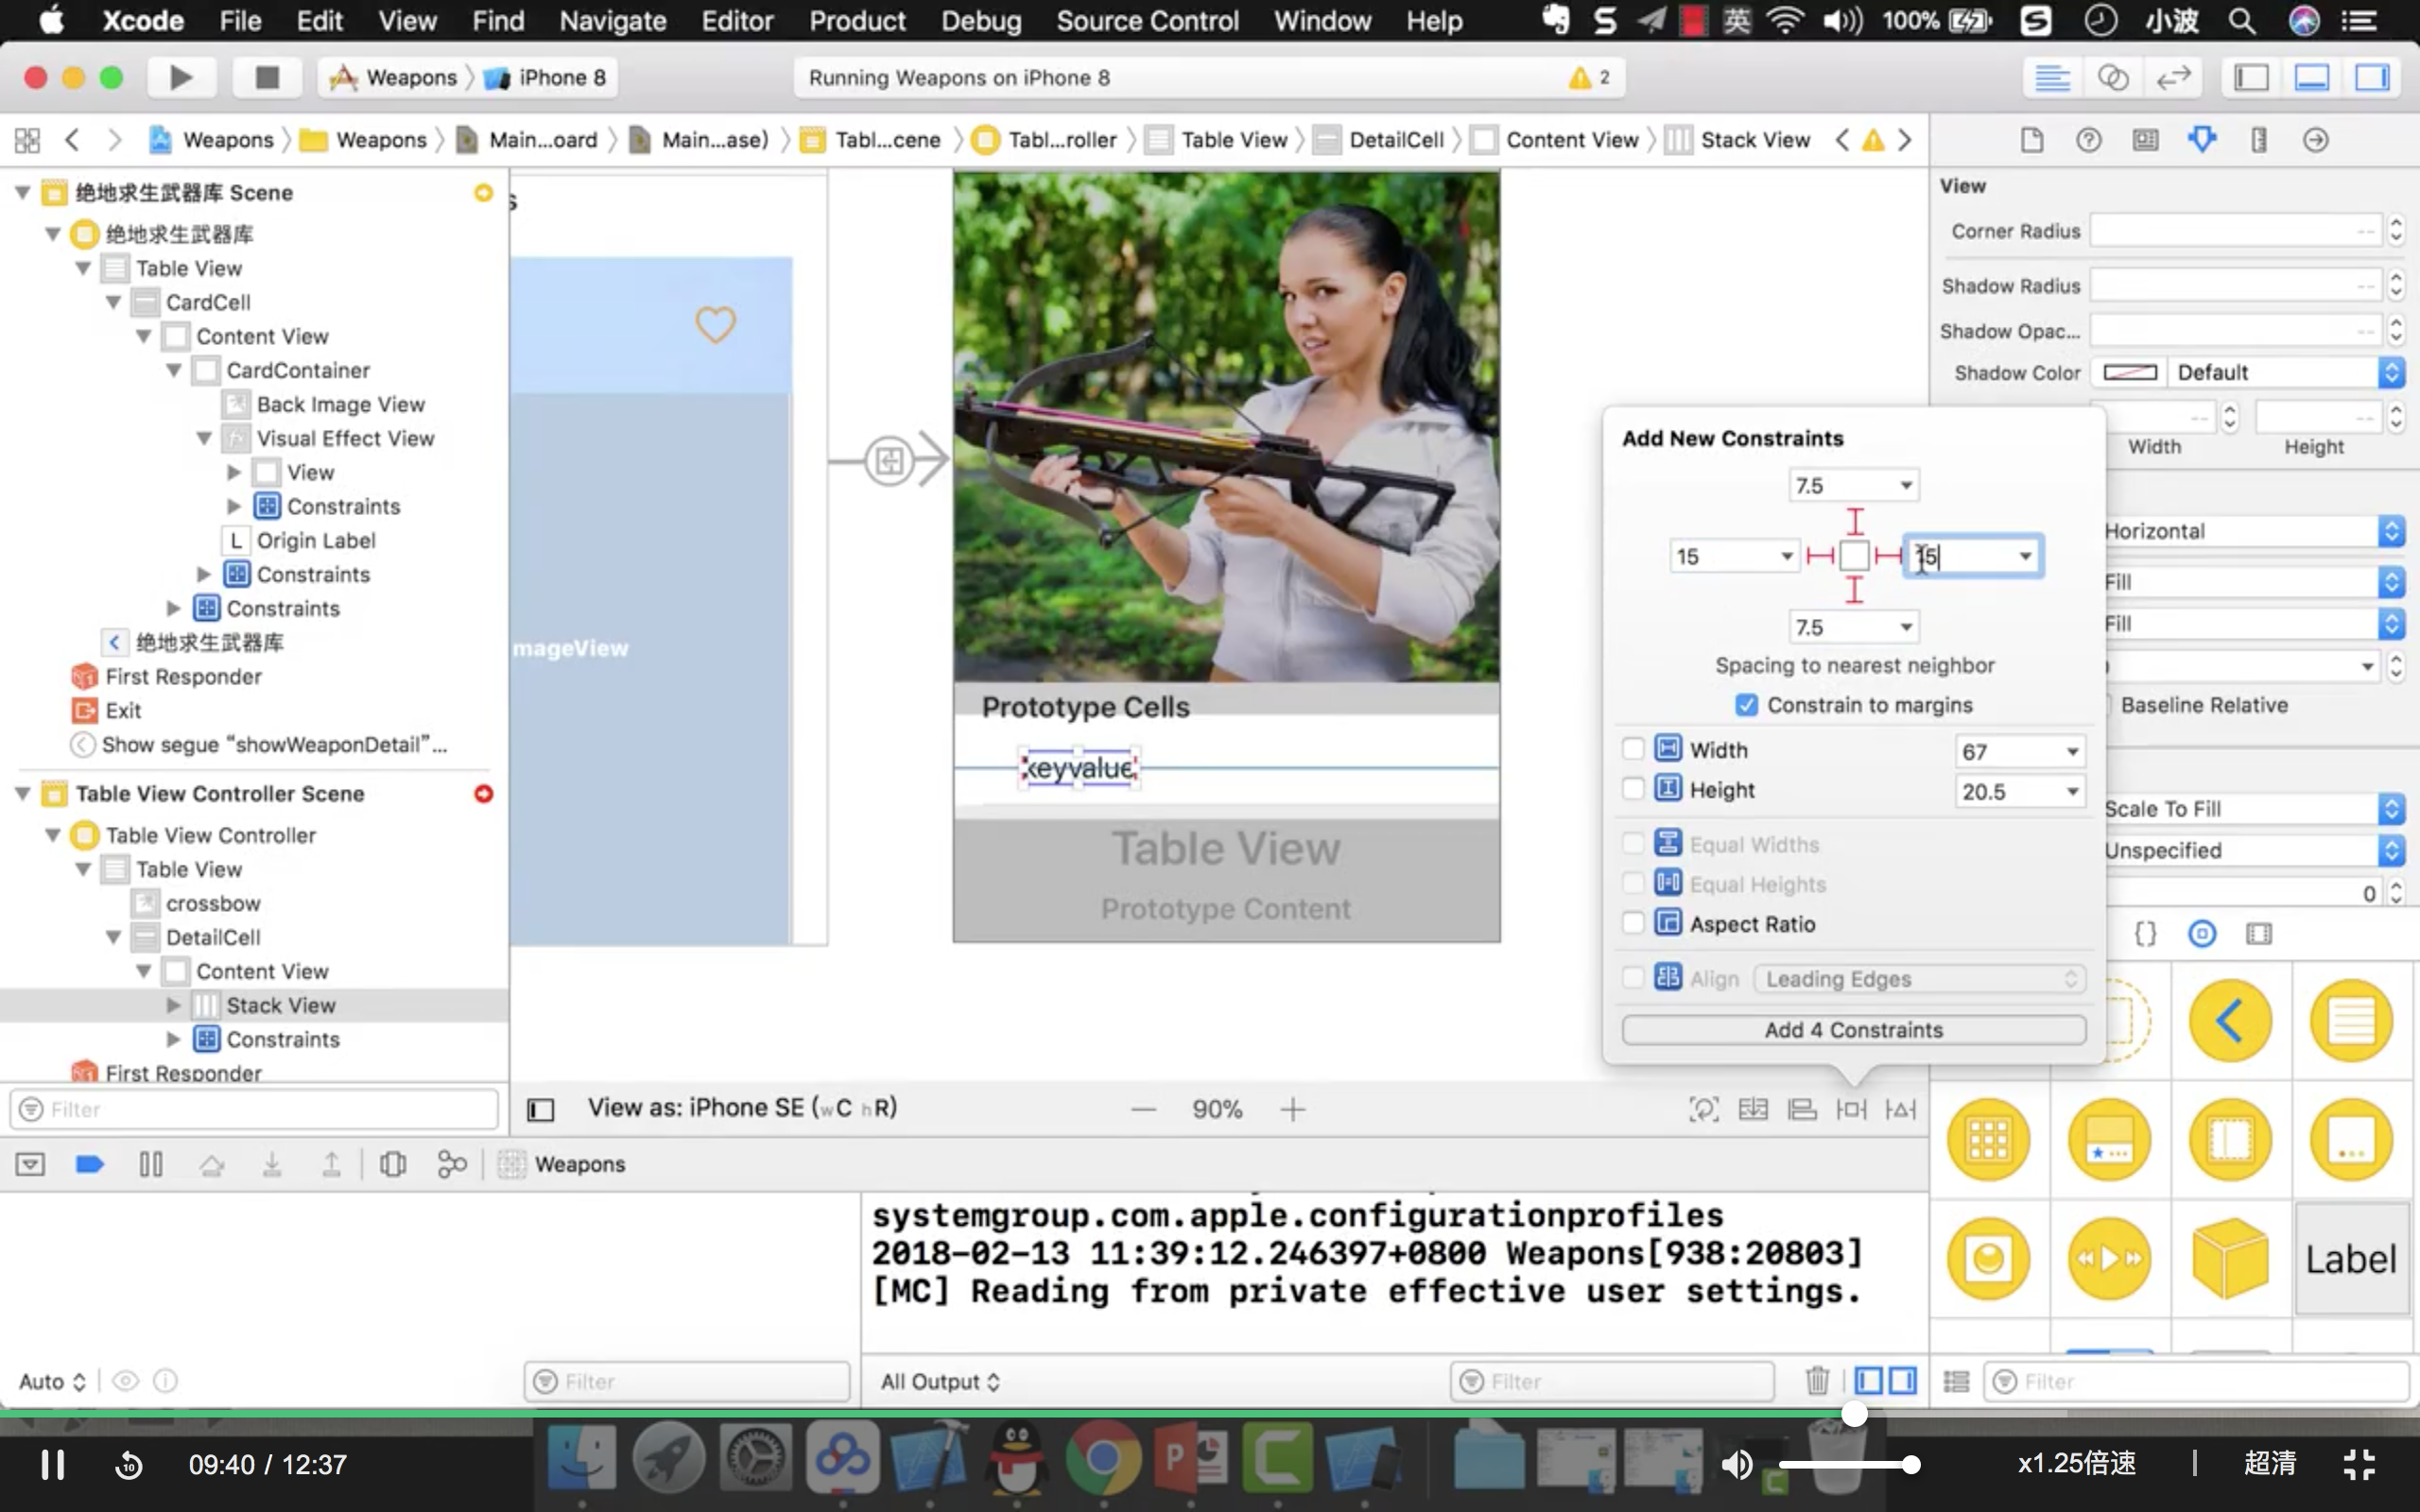 Xcode File Edit View Find Navigate Editor Product Debug Source Control Window Help 英 100% 小波
Weapons iPhone 8
Running Weapons on iPhone 8
2
Weapons Weapons Main...oard Main...ase) Tabl...cene Tabl...roller Table View DetailCell Content View Stack View
绝地求生武器库 Scene
绝地求生武器库
Table View
CardCell
Content View
CardContainer
Back Image View
Visual Effect View
View
Constraints
L Origin Label
Constraints
Constraints
绝地求生武器库
First Responder
Exit
Show segue “showWeaponDetail”...
Table View Controller Scene
Table View Controller
Table View
crossbow
DetailCell
Content View
Stack View
Constraints
First Responder
Filter
s
mageView
Prototype Cells
keyvalue
Table View
Prototype Content
View as: iPhone SE (wC hR)
90%
Add New Constraints
7.5
15
15
7.5
Spacing to nearest neighbor
Constrain to margins
Width 67
Height 20.5
Equal Widths
Equal Heights
Aspect Ratio
Align Leading Edges
Add 4 Constraints
View
Corner Radius --
Shadow Radius --
Shadow Opac... --
Shadow Color Default
-- --
Width Height
Horizontal
Fill
Fill
Baseline Relative
Scale To Fill
Unspecified
0
{}
Label
Filter
Weapons
systemgroup.com.apple.configurationprofiles
2018-02-13 11:39:12.246397+0800 Weapons[938:20803]
[MC] Reading from private effective user settings.
Auto
Filter
All Output
Filter
10
09:40 / 12:37
x1.25倍速
超清